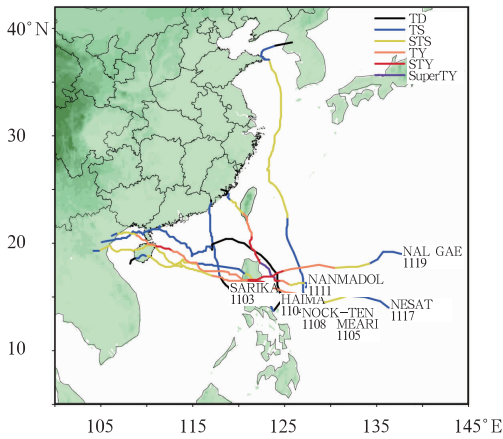 40°N
30
20
10
105
115
125
135
145°E
TD
TS
STS
TY
STY
SuperTY
NAL GAE
1119
NANMADOL
1111
SARIKA
1103
HAIMA
110
NOCK-TEN
1108
MEARI
1105
NESAT
1117